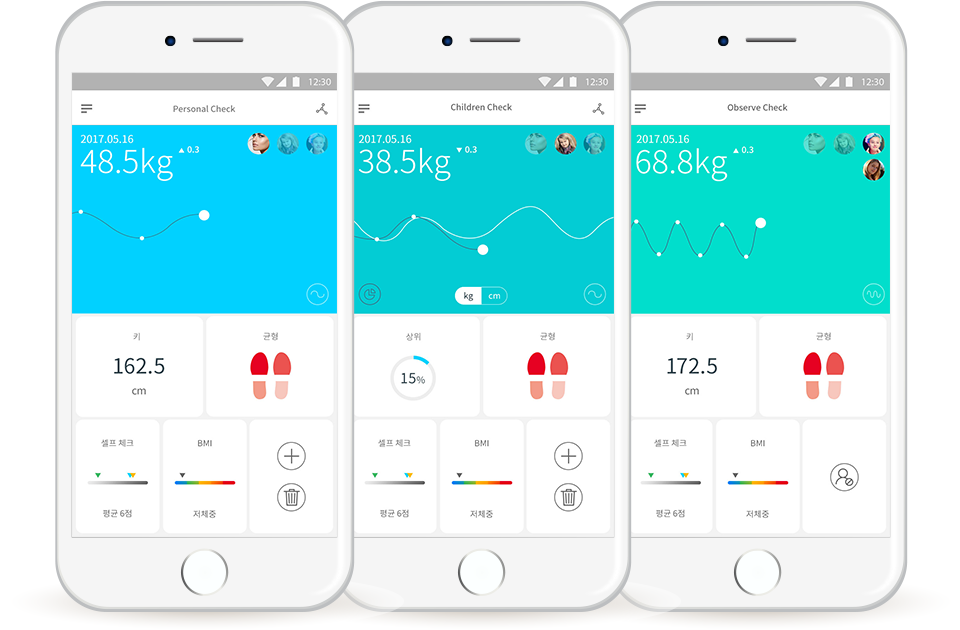 12:30
Personal Check
2017.05.16
48.5kg ▲ 0.3
키
162.5
cm
균형
셀프 체크
평균 6점
BMI
저체중
12:30
Children Check
2017.05.16
38.5kg ▼ 0.3
kg cm
상위
15%
균형
셀프 체크
평균 6점
BMI
저체중
12:30
Observe Check
2017.05.16
68.8kg ▲ 0.3
키
172.5
cm
균형
셀프 체크
평균 6점
BMI
저체중